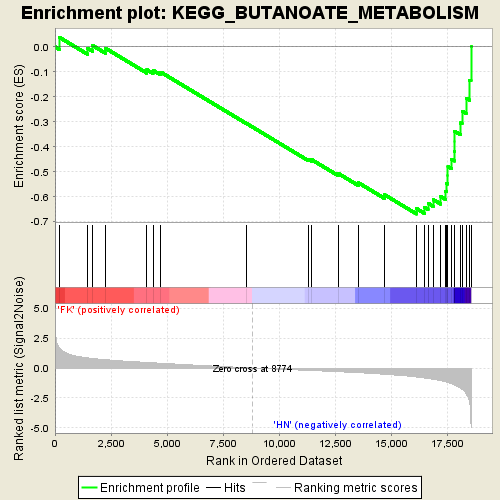 Enrichment plot: KEGG_BUTANOATE_METABOLISM
Enrichment score (ES)
0.0
-0.1
-0.2
-0.3
-0.4
-0.5
-0.6
-0.7
'FK' (positively correlated)
Ranked list metric (Signal2Noise)
5.0
2.5
0.0
-2.5
-5.0
Zero cross at 8774
'HN' (negatively correlated)
0 2,500 5,000 7,500 10,000 12,500 15,000 17,500
Rank in Ordered Dataset
Enrichment profile Hits Ranking metric scores